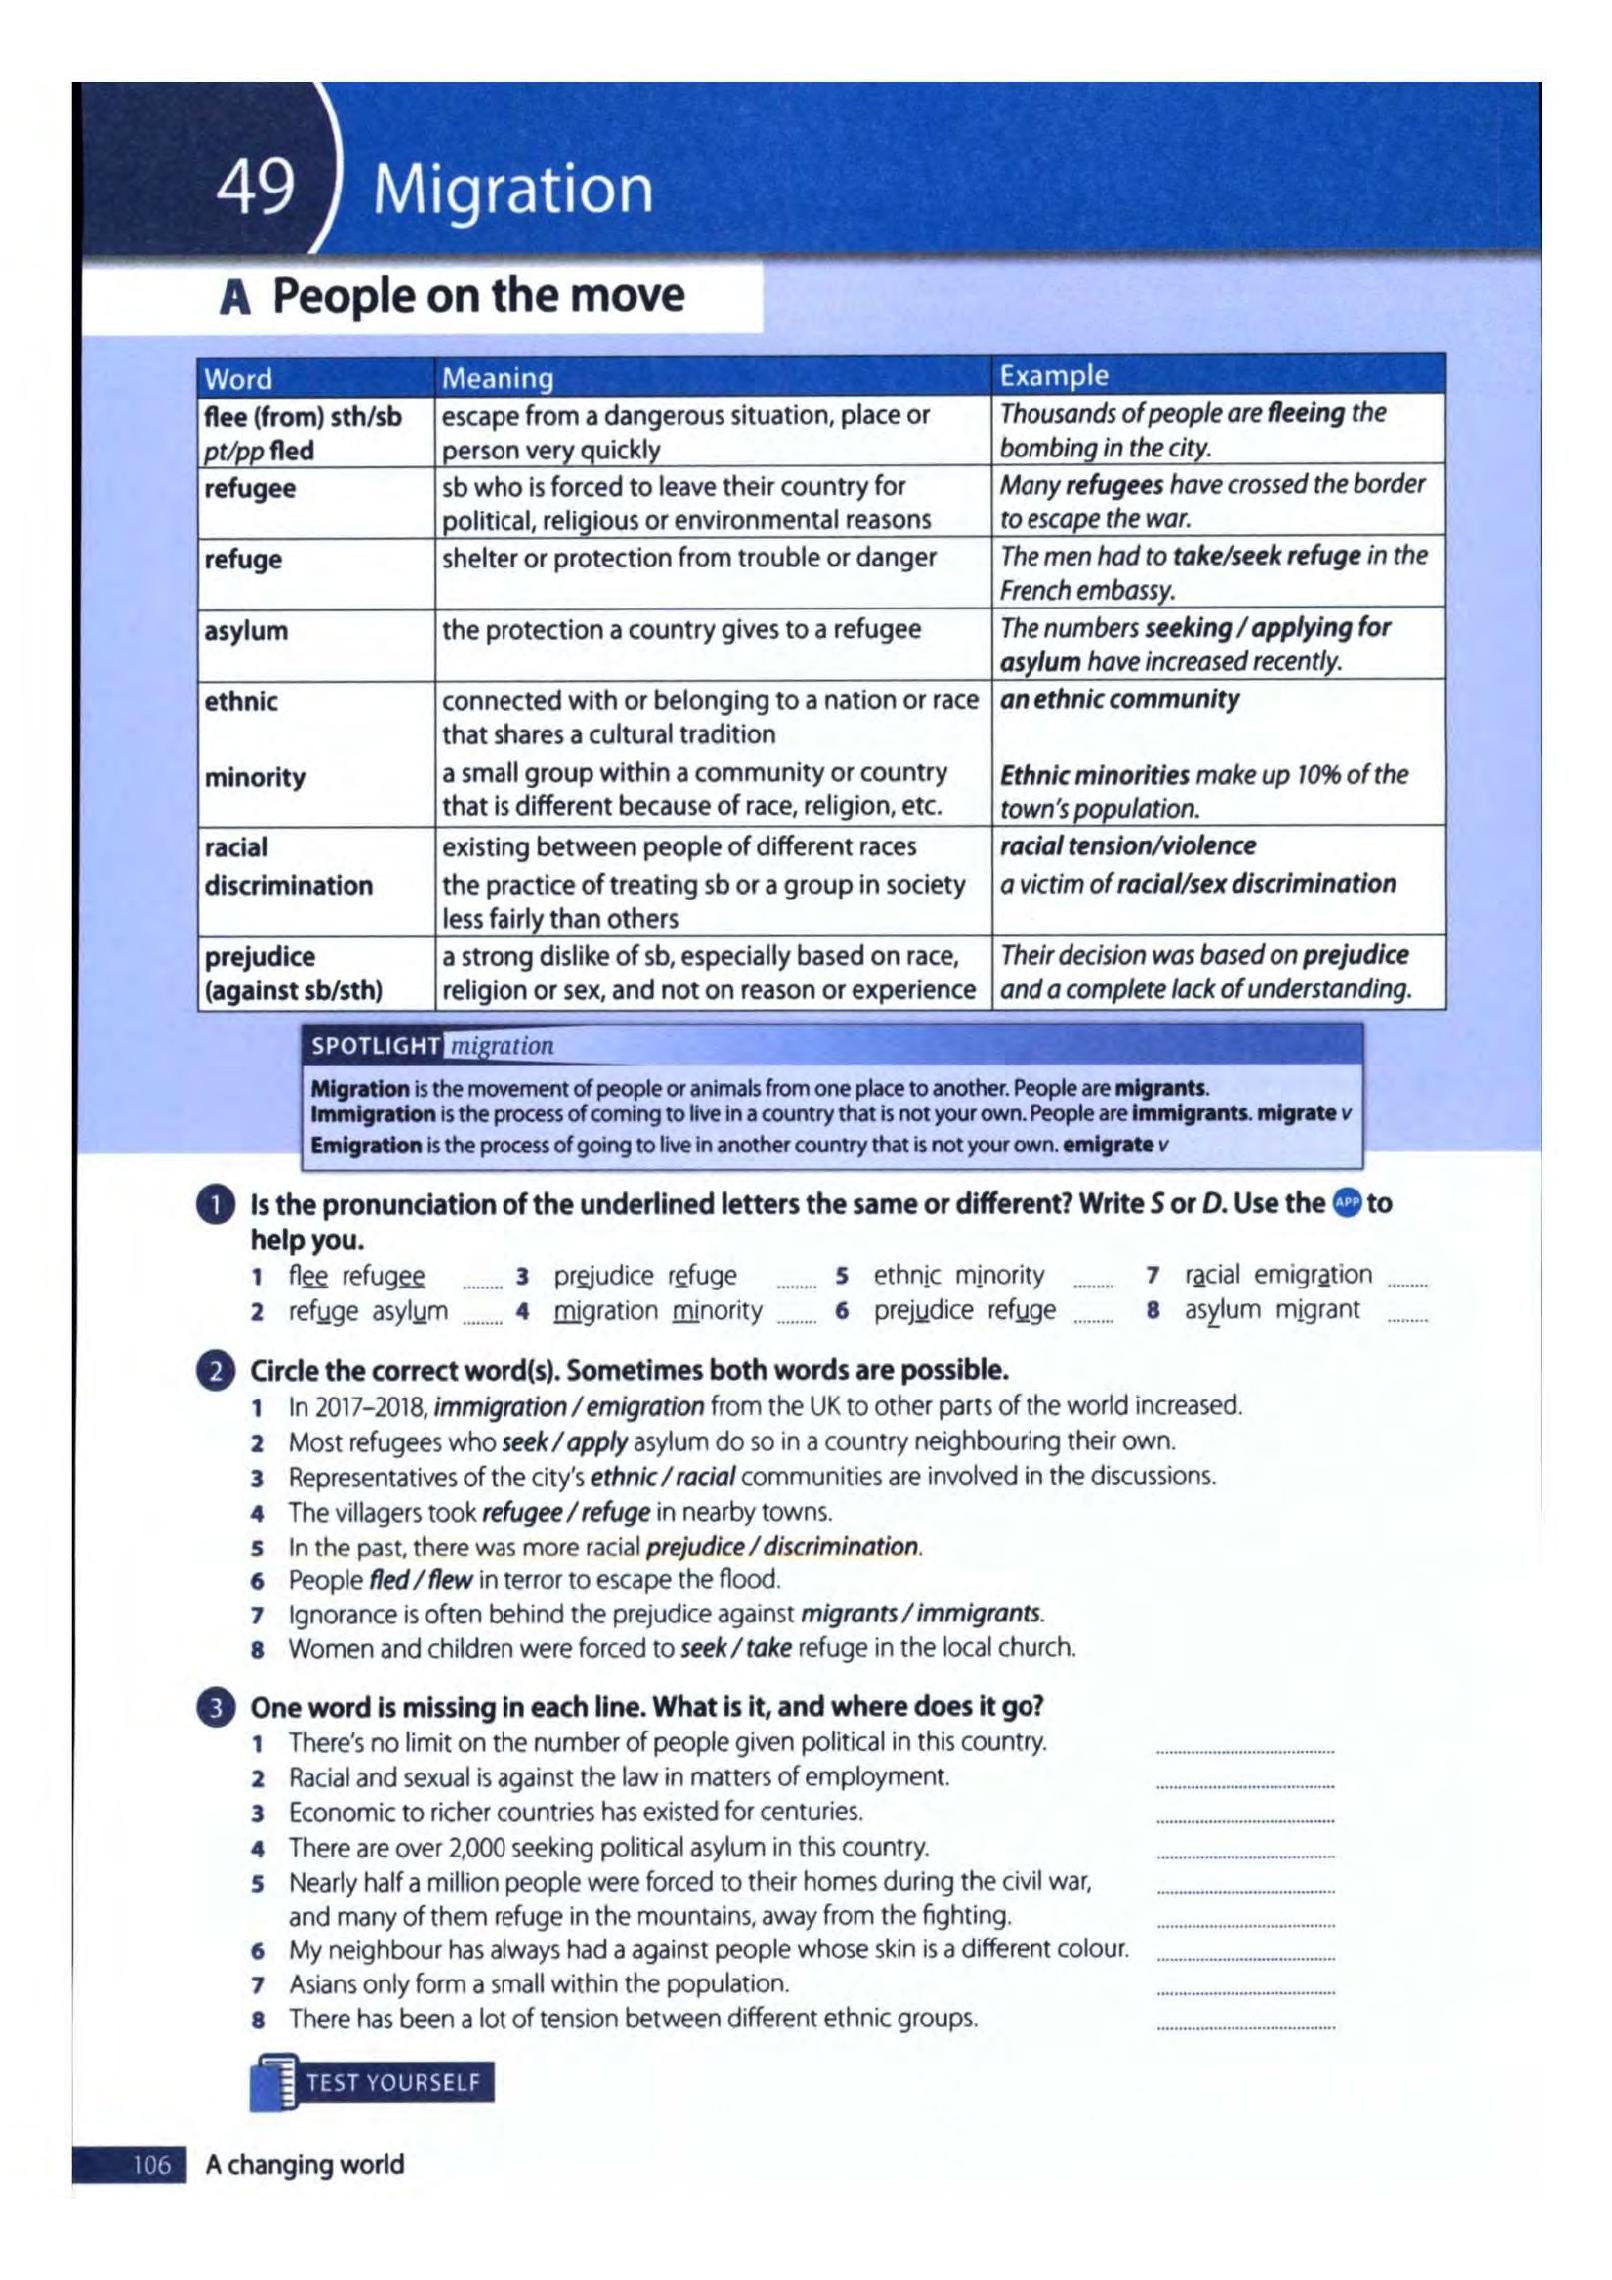 49 Migration
A People on the move
Word Meaning Example
flee (from) sth/sb escape from a dangerous situation, place or Thousands of people are fleeing the
pt/pp fled person very quickly bombing in the city.
refugee sb who is forced to leave their country for Many refugees have crossed the border
political, religious or environmental reasons to escape the war.
refuge shelter or protection from trouble or danger The men had to take/seek refuge in the
French embassy.
asylum the protection a country gives to a refugee The numbers seeking / applying for
asylum have increased recently.
ethnic connected with or belonging to a nation or race an ethnic community
that shares a cultural tradition
minority a small group within a community or country Ethnic minorities make up 10% of the
that is different because of race, religion, etc. town's population.
racial existing between people of different races racial tension/violence
discrimination the practice of treating sb or a group in society a victim of racial/sex discrimination
less fairly than others
prejudice a strong dislike of sb, especially based on race, Their decision was based on prejudice
(against sb/sth) religion or sex, and not on reason or experience and a complete lack of understanding.
SPOTLIGHT migration
Migration is the movement of people or animals from one place to another. People are migrants.
Immigration is the process of coming to live in a country that is not your own. People are immigrants. migrate v
Emigration is the process of going to live in another country that is not your own. emigrate v
1 Is the pronunciation of the underlined letters the same or different? Write S or D. Use the APP to
help you.
1 flee refugee ........ 3 prejudice refuge ........ 5 ethnic minority ........ 7 racial emigration ........
2 refuge asylum ........ 4 migration minority ........ 6 prejudice refuge ........ 8 asylum migrant ........
2 Circle the correct word(s). Sometimes both words are possible.
1 In 2017–2018, immigration / emigration from the UK to other parts of the world increased.
2 Most refugees who seek / apply asylum do so in a country neighbouring their own.
3 Representatives of the city's ethnic / racial communities are involved in the discussions.
4 The villagers took refugee / refuge in nearby towns.
5 In the past, there was more racial prejudice / discrimination.
6 People fled / flew in terror to escape the flood.
7 Ignorance is often behind the prejudice against migrants / immigrants.
8 Women and children were forced to seek / take refuge in the local church.
3 One word is missing in each line. What is it, and where does it go?
1 There's no limit on the number of people given political in this country.
2 Racial and sexual is against the law in matters of employment.
3 Economic to richer countries has existed for centuries.
4 There are over 2,000 seeking political asylum in this country.
5 Nearly half a million people were forced to their homes during the civil war,
and many of them refuge in the mountains, away from the fighting.
6 My neighbour has always had a against people whose skin is a different colour.
7 Asians only form a small within the population.
8 There has been a lot of tension between different ethnic groups.
TEST YOURSELF
106 A changing world